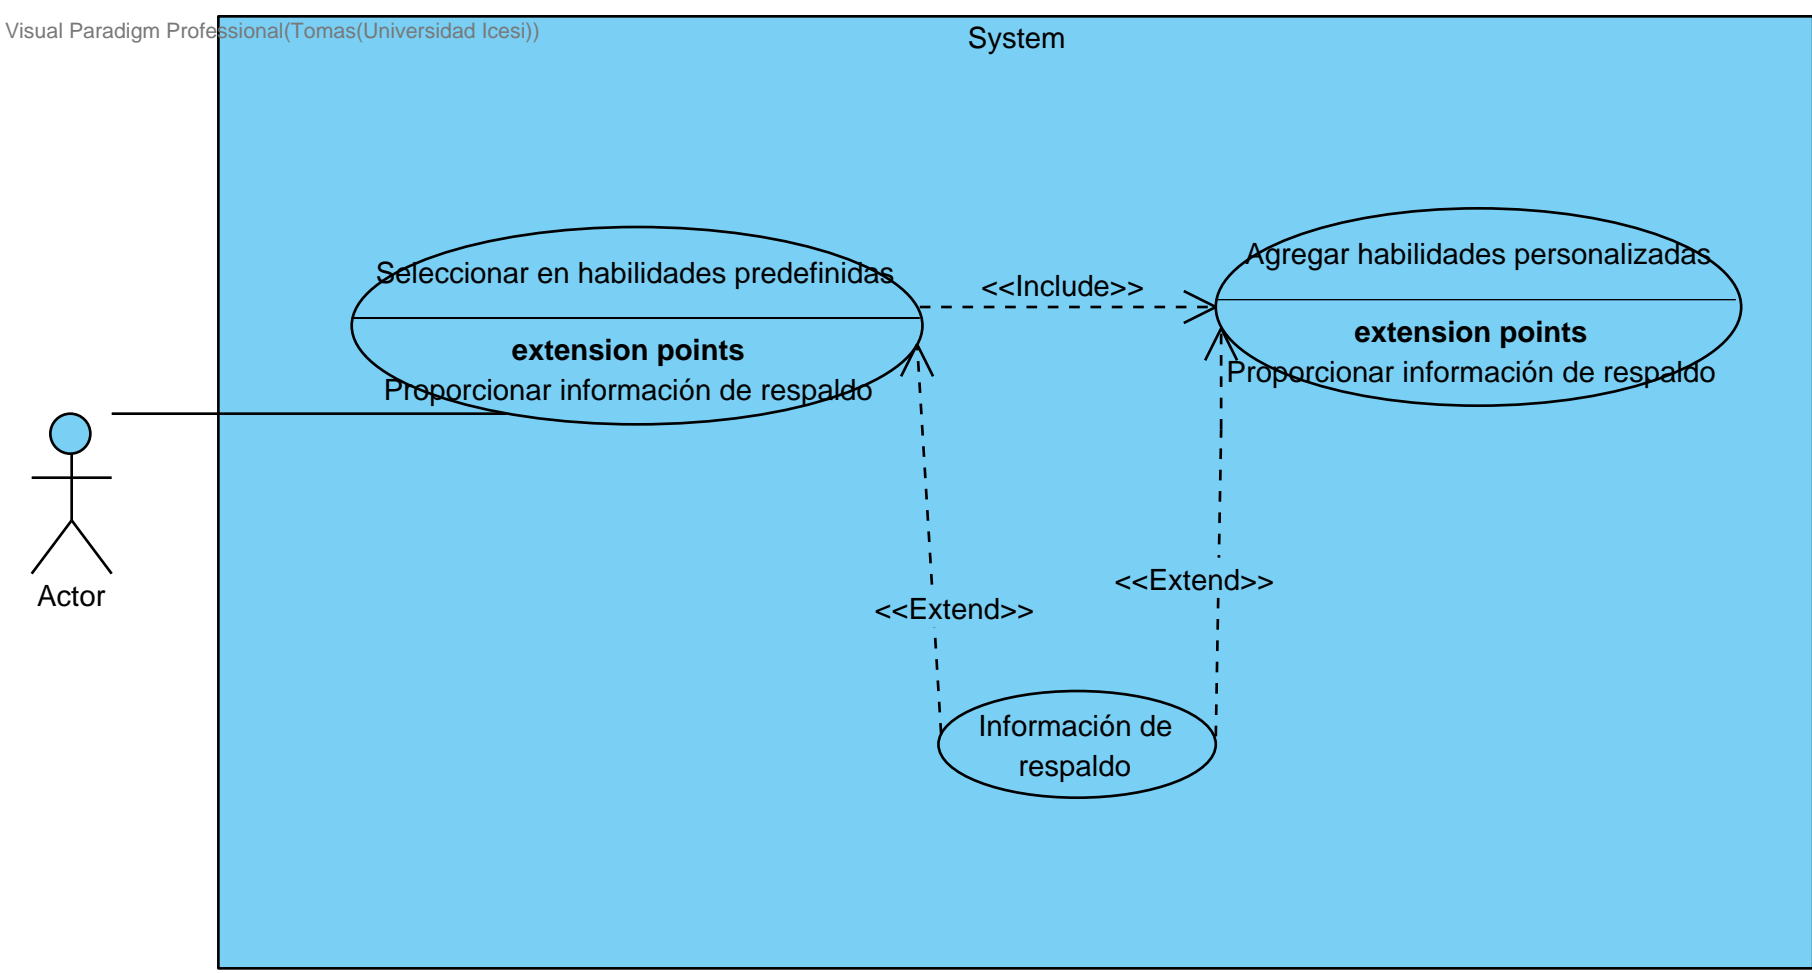 Visual Paradigm Professional(Tomas(Universidad Icesi))
System
Seleccionar en habilidades predefinidas
extension points
Proporcionar información de respaldo
<<Include>>
Agregar habilidades personalizadas
extension points
Proporcionar información de respaldo
Actor
<<Extend>>
<<Extend>>
Información de
respaldo